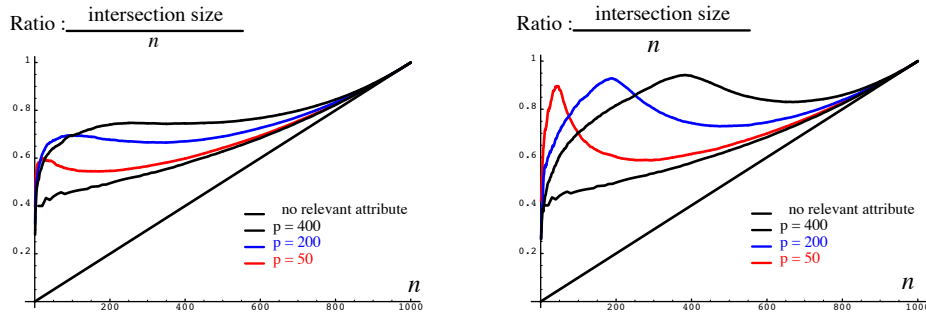 intersection size
Ratio :
n
1
0.8
0.6
0.4
0.2
no relevant attribute
p = 400
p = 200
p = 50
n
200
400
600
800
1000
intersection size
Ratio :
n
1
0.8
0.6
0.4
0.2
no relevant attribute
p = 400
p = 200
p = 50
n
200
400
600
800
1000